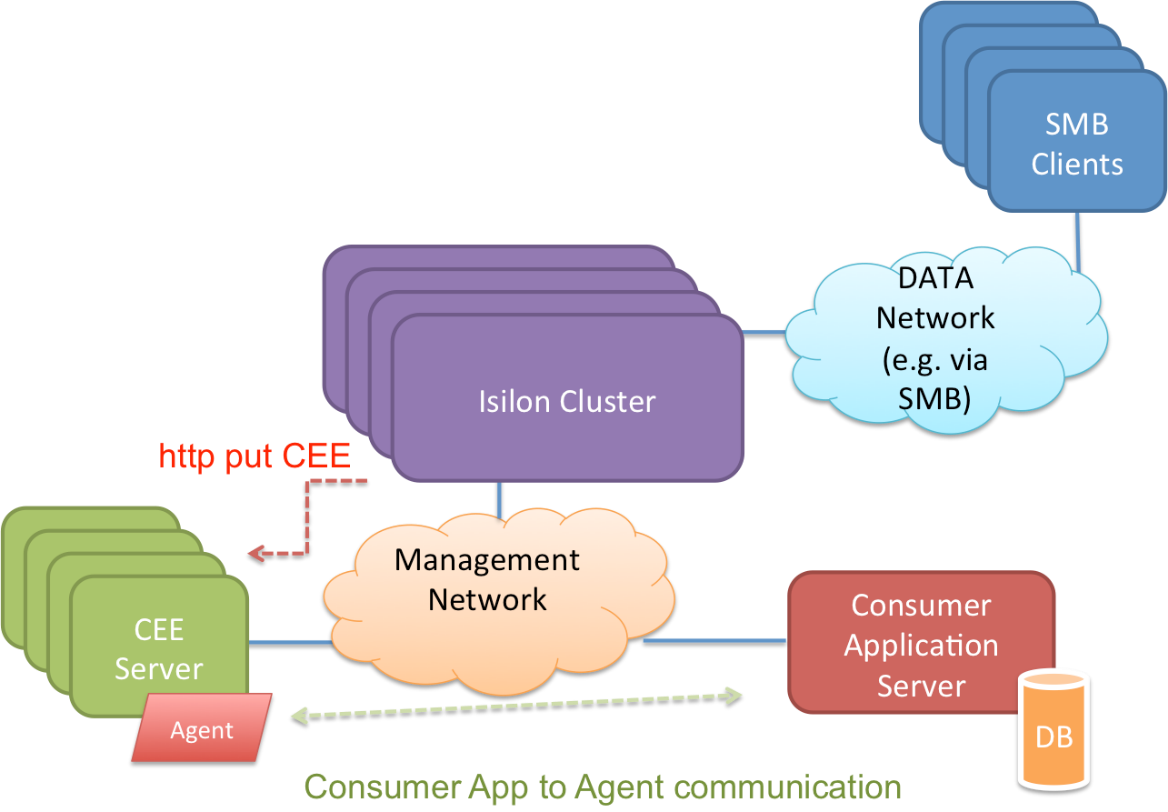 SMB
Clients
DATA
Network
(e.g. via
SMB)
Isilon Cluster
http put CEE
Management
Network
CEE
Server
Agent
Consumer
Application
Server
DB
Consumer App to Agent communication